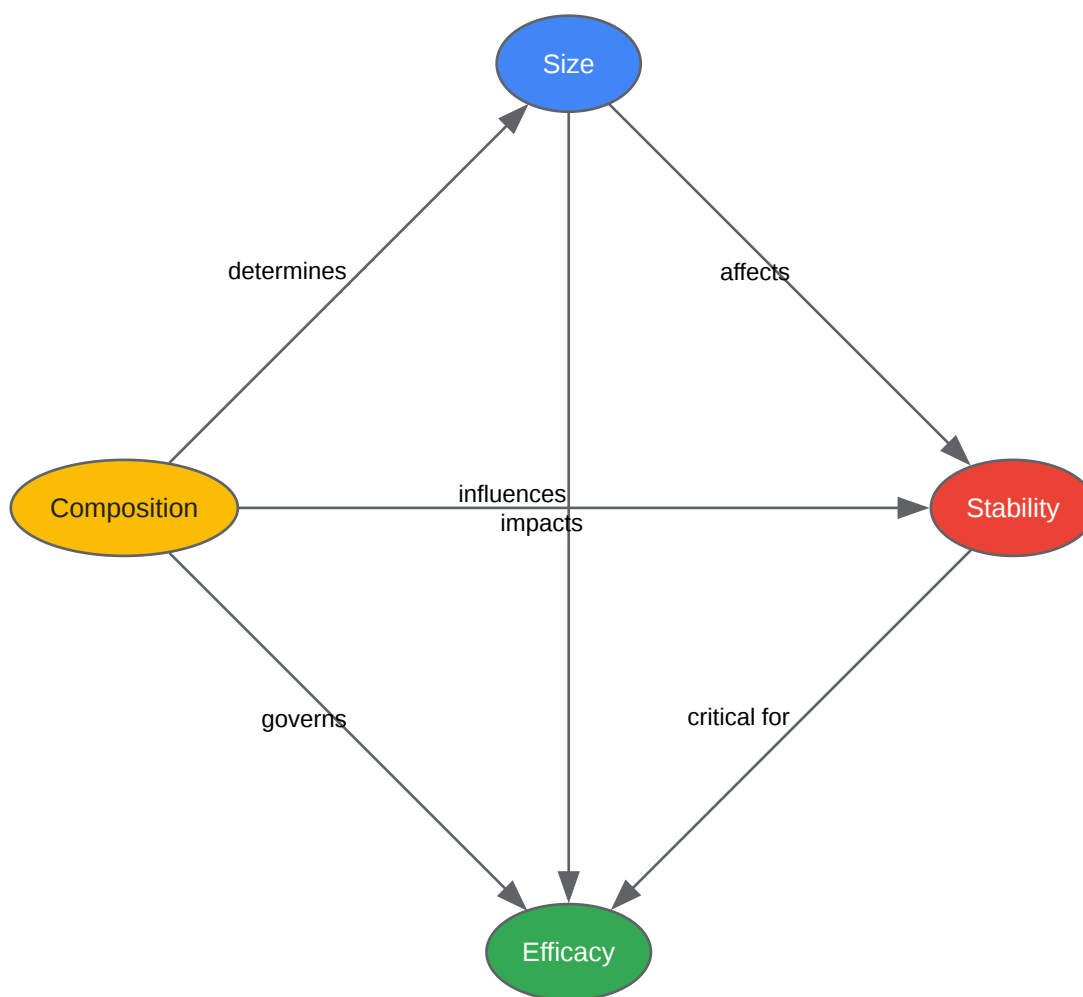 Size
determines
affects
influences
Composition
Stability
impacts
governs
critical for
Efficacy